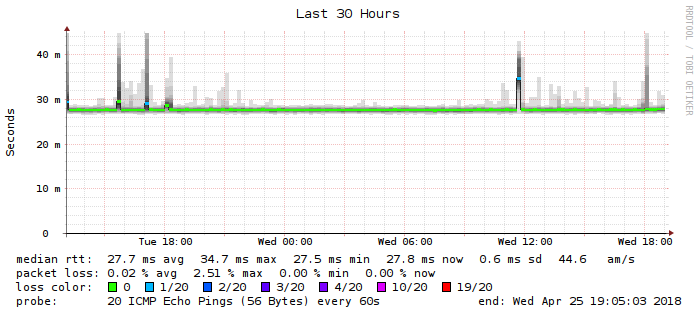 Last 30 Hours
RRDTOOL / TOBI OETIKER
Seconds
40 m
30 m
20 m
10 m
0
Tue 18:00 Wed 00:00 Wed 06:00 Wed 12:00 Wed 18:00
median rtt: 27.7 ms avg 34.7 ms max 27.5 ms min 27.8 ms now 0.6 ms sd 44.6 am/s
packet loss: 0.02 % avg 2.51 % max 0.00 % min 0.00 % now
loss color: 0 1/20 2/20 3/20 4/20 10/20 19/20
probe: 20 ICMP Echo Pings (56 Bytes) every 60s end: Wed Apr 25 19:05:03 2018